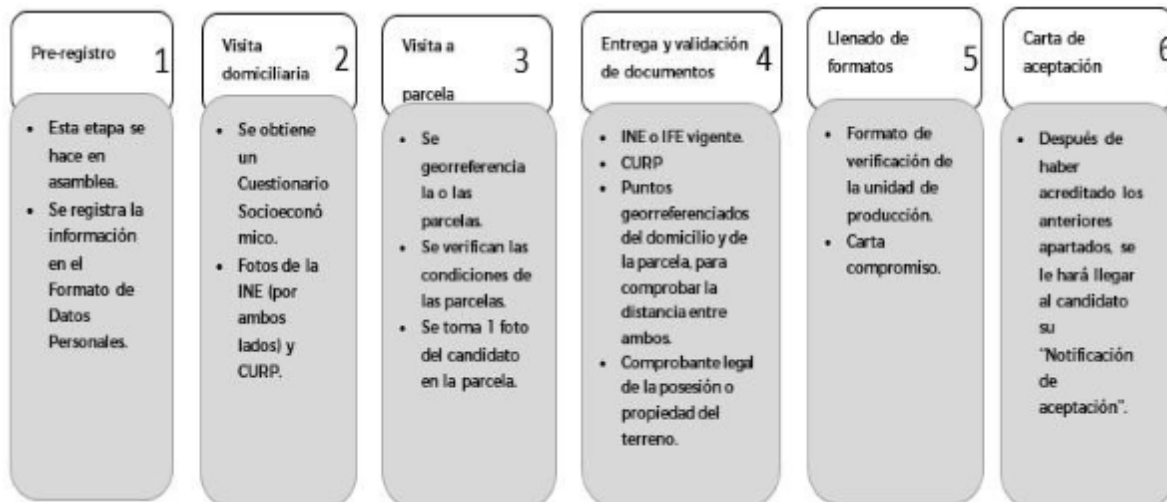 Pre-registro 1
Esta etapa se
hace en
asamblea.
Se registra la
información
en el
Formato de
Datos
Personales.
Visita
domiciliaria 2
Se obtiene
un
Cuestionario
Socioeconó
mico.
Fotos de la
INE (por
ambos
lados) y
CURP.
Visita a
3
parcela
Se
georreferencia
la o las
parcelas.
Se verifican las
condiciones de
las parcelas.
Se toma 1 foto
del candidato
en la parcela.
Entrega y validación
de documentos 4
INE o IFE vigente.
CURP
Puntos
georreferenciados
del domicilio y de
la parcela, para
comprobar la
distancia entre
ambos.
Comprobante legal
de la posesión o
propiedad del
terreno.
Llenado de
formatos 5
Formato de
verificación de
la unidad de
producción.
Carta
compromiso.
Carta de
aceptación 6
Después de
haber
acreditado los
anteriores
apartados, se
le hará llegar
al candidato
su
"Notificación
de
aceptación".